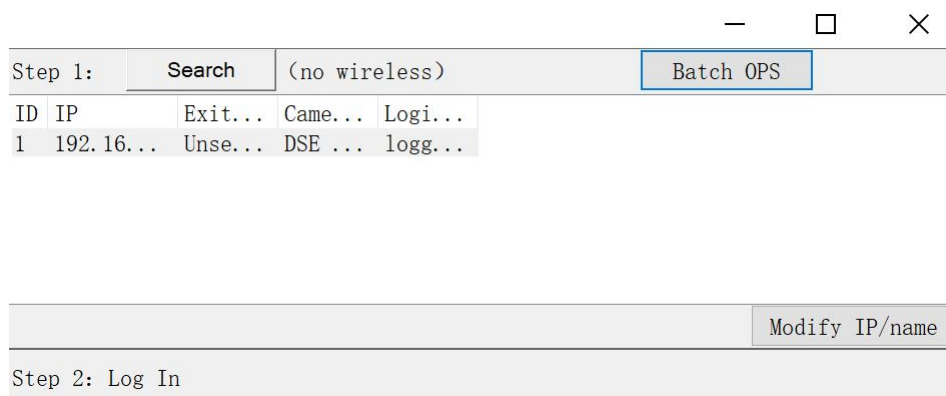 Step 1: Search (no wireless) Batch OPS
ID IP Exit... Came... Logi...
1 192.16... Unse... DSE ... logg...
Modify IP/name
Step 2: Log In